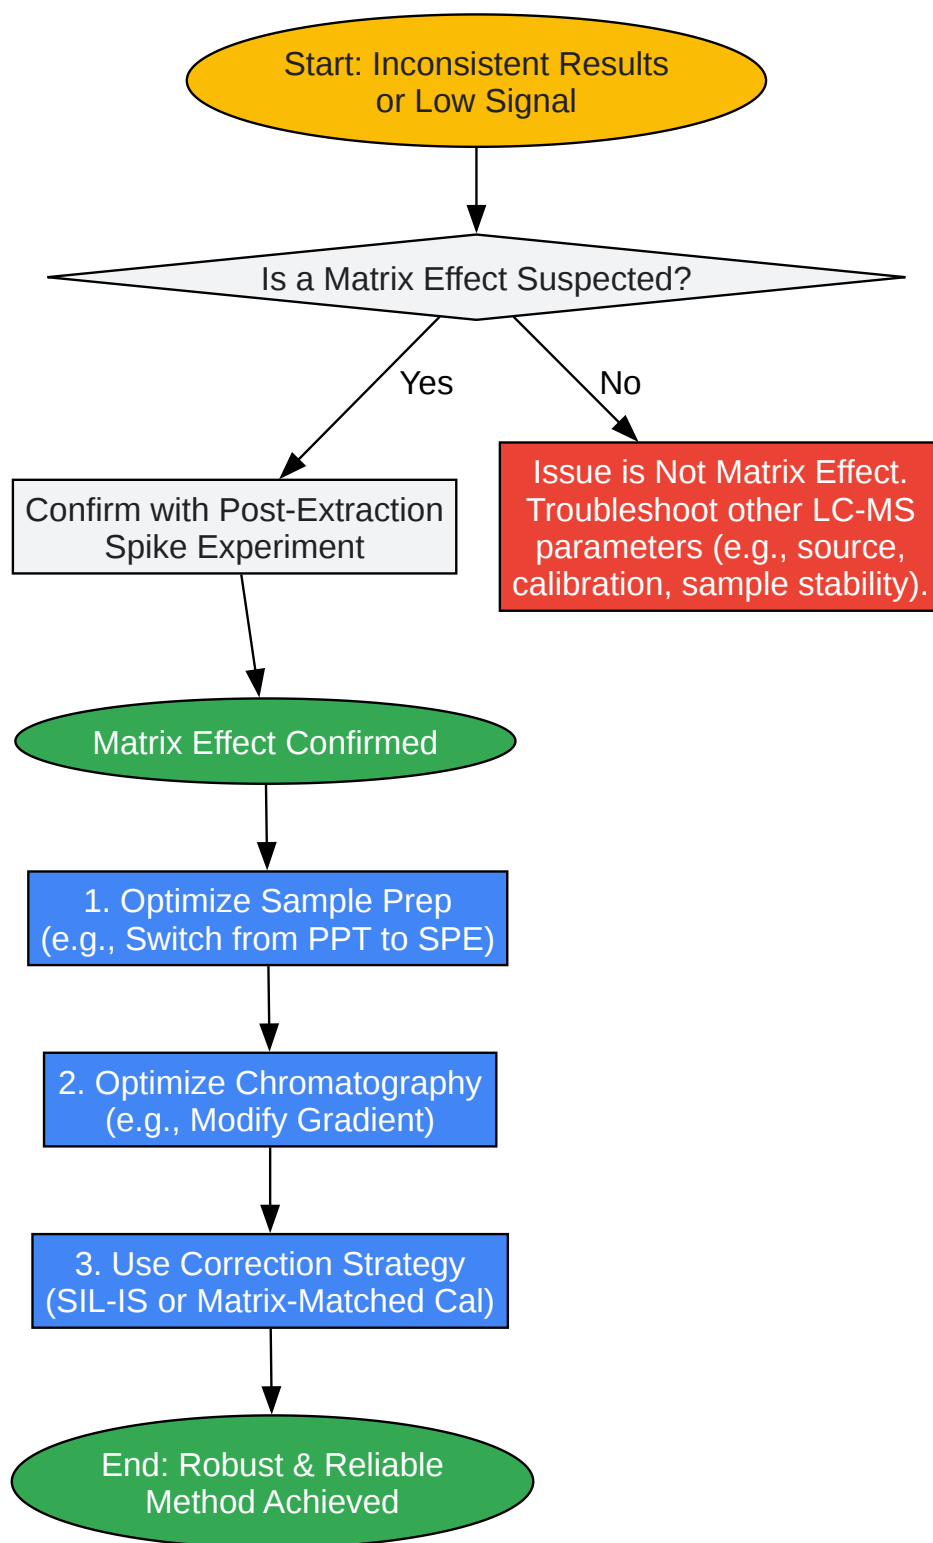 Start: Inconsistent Results
or Low Signal
Is a Matrix Effect Suspected?
Yes
No
Issue is Not Matrix Effect.
Troubleshoot other LC-MS
parameters (e.g., source,
calibration, sample stability).
Confirm with Post-Extraction
Spike Experiment
Matrix Effect Confirmed
1. Optimize Sample Prep
(e.g., Switch from PPT to SPE)
2. Optimize Chromatography
(e.g., Modify Gradient)
3. Use Correction Strategy
(SIL-IS or Matrix-Matched Cal)
End: Robust & Reliable
Method Achieved